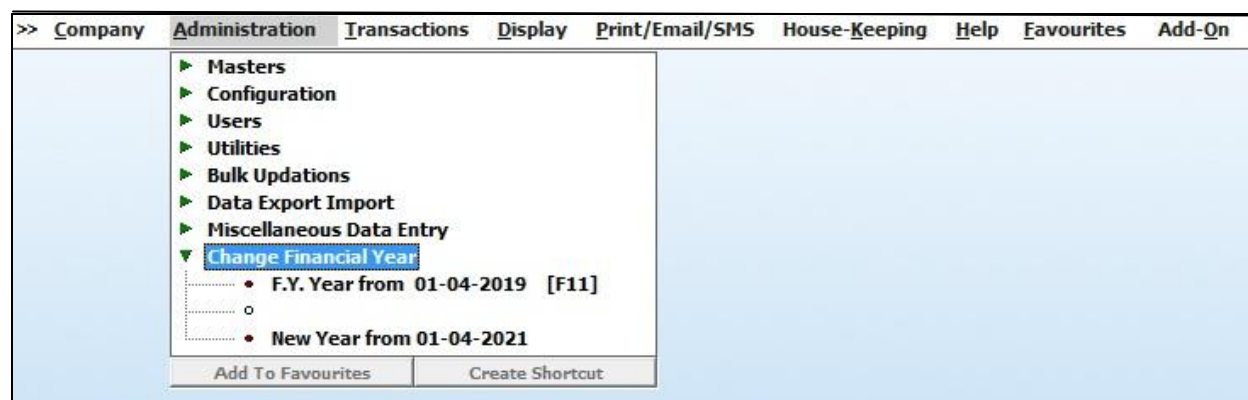 >> Company Administration Transactions Display Print/Email/SMS House-Keeping Help Favourites Add-On
Masters
Configuration
Users
Utilities
Bulk Updations
Data Export Import
Miscellaneous Data Entry
Change Financial Year
F.Y. Year from 01-04-2019 [F11]
New Year from 01-04-2021
Add To Favourites Create Shortcut